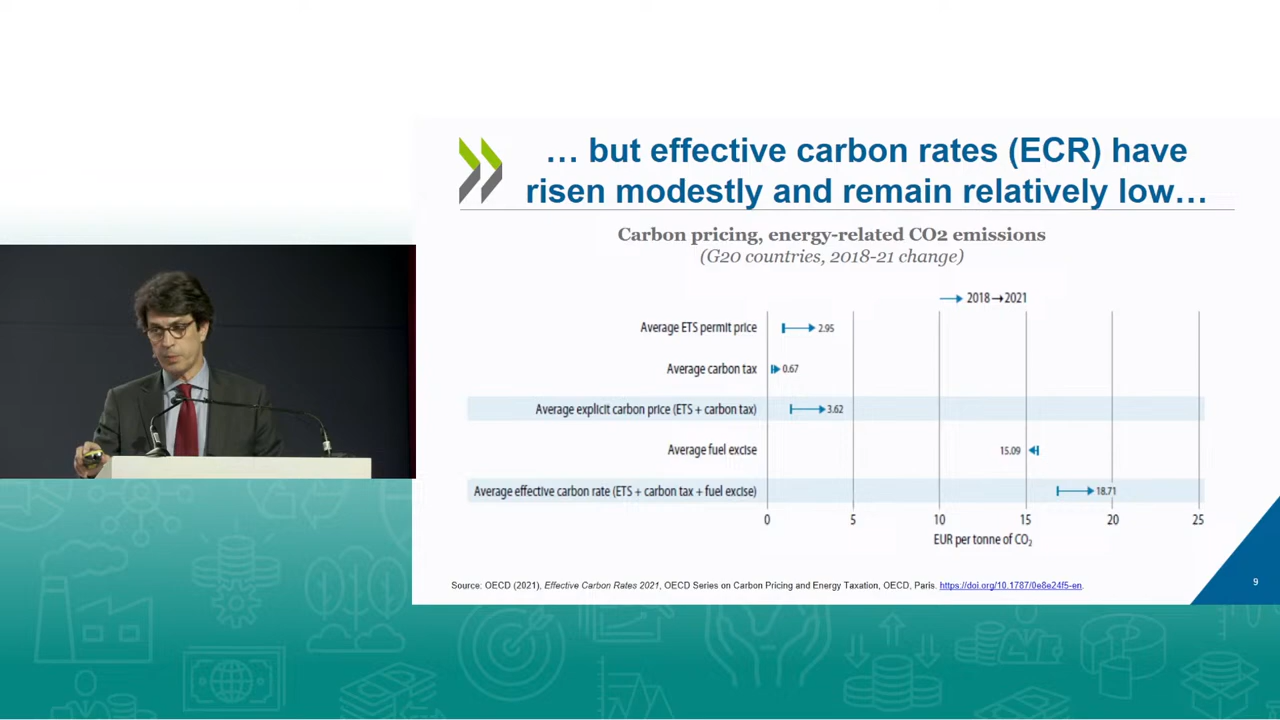 … but effective carbon rates (ECR) have
risen modestly and remain relatively low…
Carbon pricing, energy-related CO2 emissions
(G20 countries, 2018-21 change)
2018→2021
Average ETS permit price 2.95
Average carbon tax 0.67
Average explicit carbon price (ETS + carbon tax) 3.62
Average fuel excise 15.09
Average effective carbon rate (ETS + carbon tax + fuel excise) 18.71
0 5 10 15 20 25
EUR per tonne of CO₂
Source: OECD (2021), Effective Carbon Rates 2021, OECD Series on Carbon Pricing and Energy Taxation, OECD, Paris. https://doi.org/10.1787/0e8e24f5-en.
9